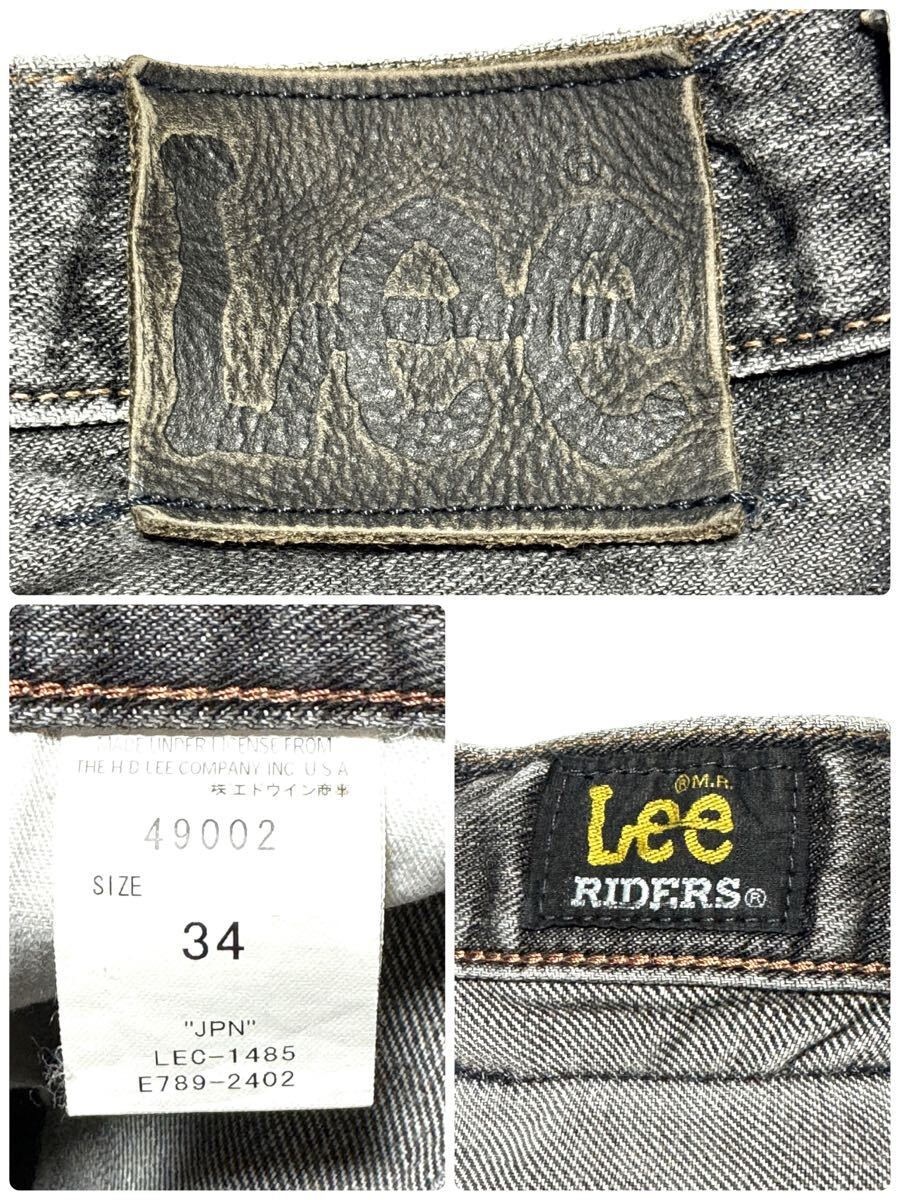 Lee
®
MADE UNDER LICENSE FROM
THE H D LEE COMPANY INC. U S A
株 エドウイン商事
49002
SIZE
34
"JPN"
LEC-1485
E789-2402
® M.R.
Lee
RIDERS®